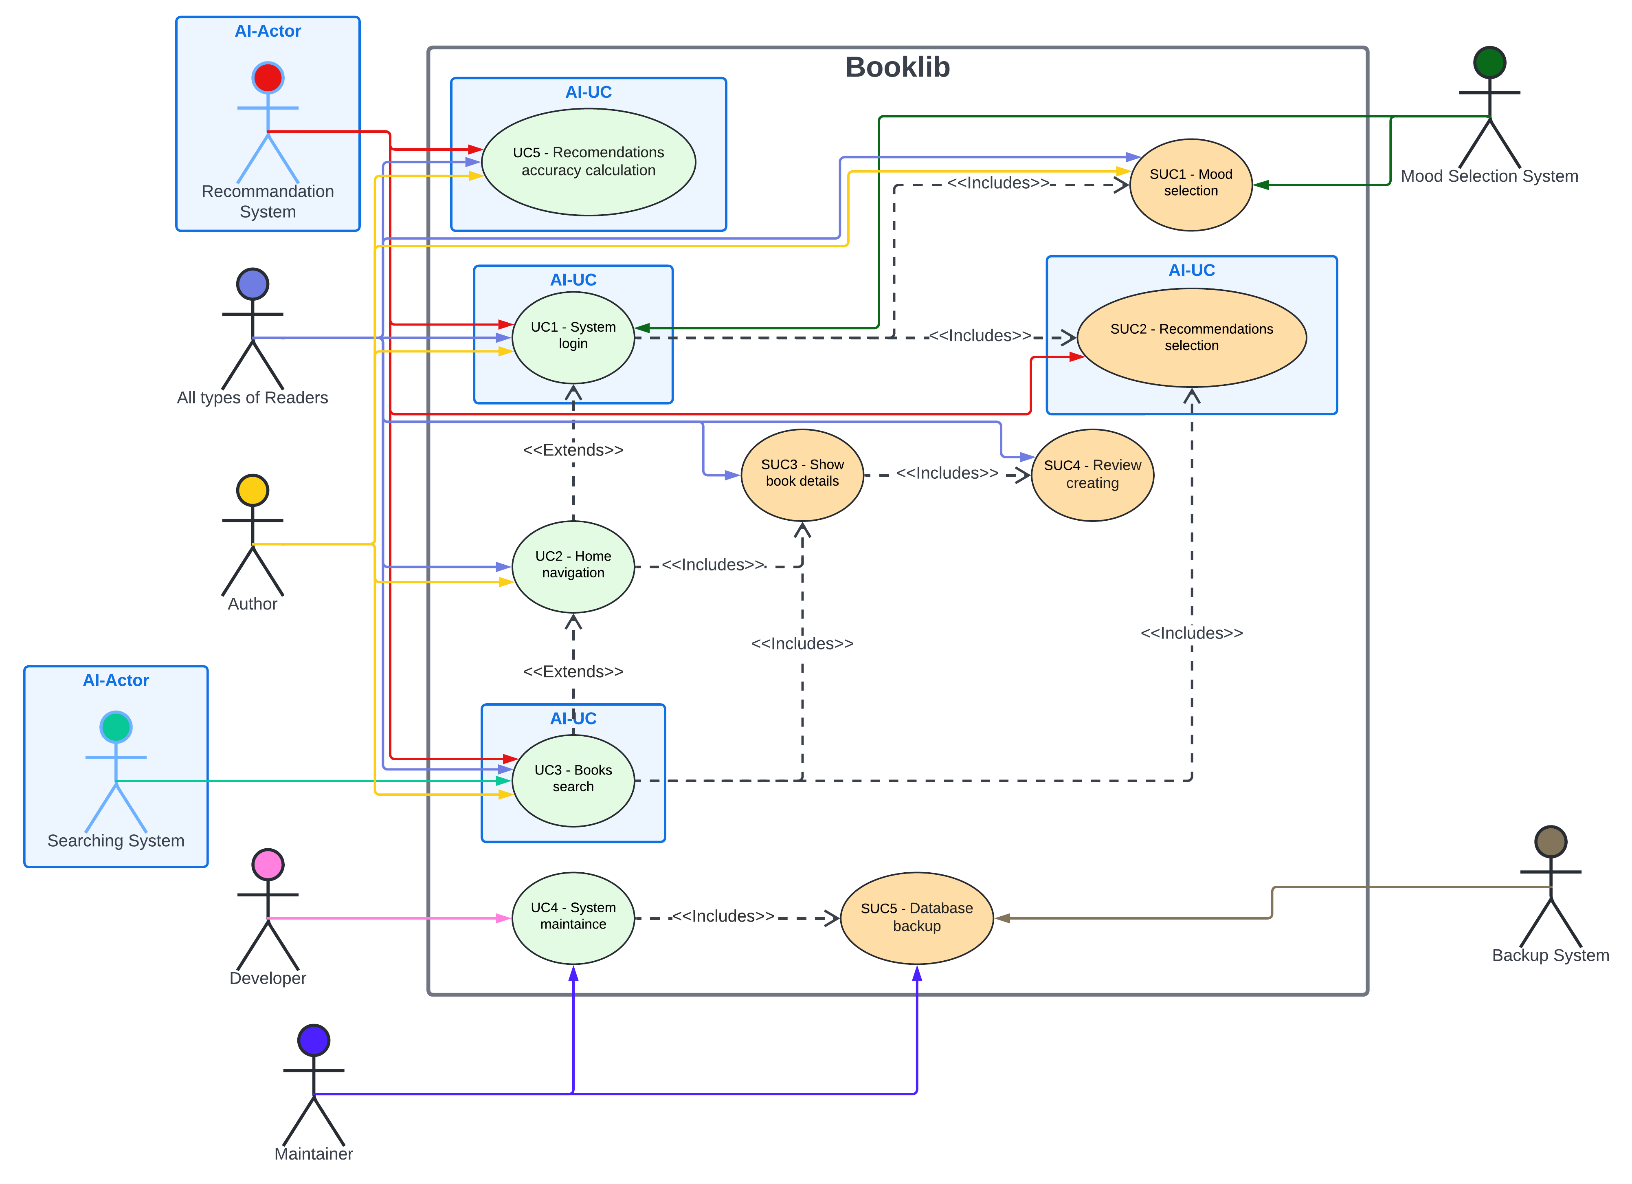 AI-Actor
Recommandation
System
Booklib
AI-UC
UC5 - Recomendations
accuracy calculation
Mood Selection System
<<Includes>>
SUC1 - Mood
selection
All types of Readers
AI-UC
UC1 - System
login
<<Includes>>
AI-UC
SUC2 - Recommendations
selection
<<Extends>>
SUC3 - Show
book details
<<Includes>>
SUC4 - Review
creating
Author
UC2 - Home
navigation
<<Includes>>
<<Includes>>
<<Includes>>
<<Extends>>
AI-Actor
Searching System
AI-UC
UC3 - Books
search
Developer
UC4 - System
maintaince
<<Includes>>
SUC5 - Database
backup
Backup System
Maintainer